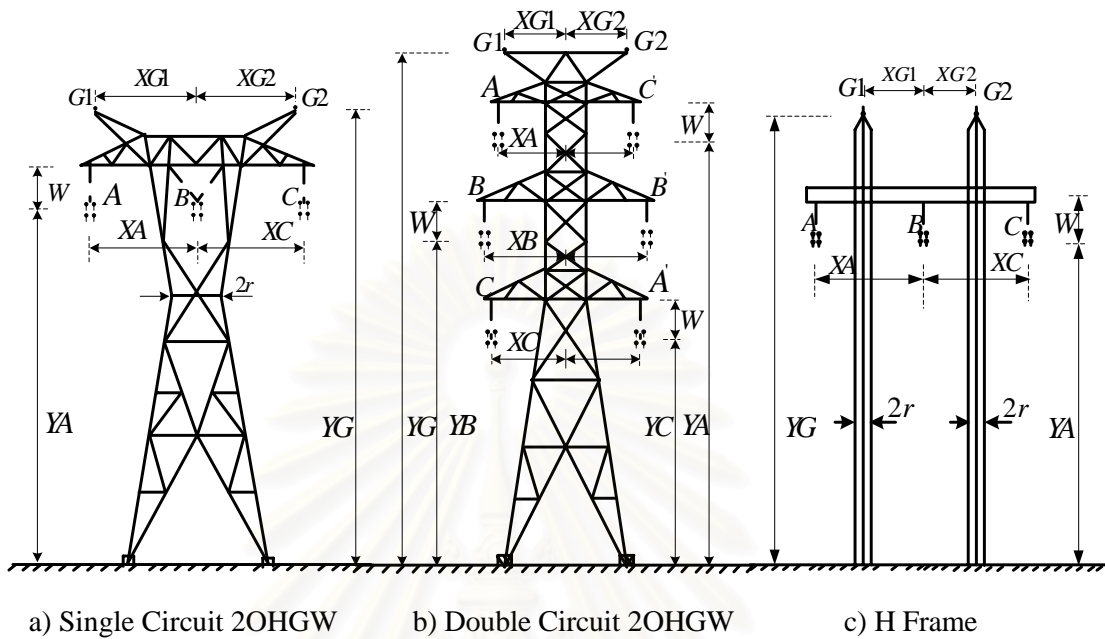 XG1 XG2
G1 G2
W A B C
XA XC
2r
YA YG
a) Single Circuit 2OHGW
XG1 XG2
G1 G2
A C'
W
XA
B B'
W XB
C A'
W
XC
YG YB YC YA
b) Double Circuit 2OHGW
XG1 XG2
G1 G2
A B C W
XA XC
YG 2r 2r YA
c) H Frame